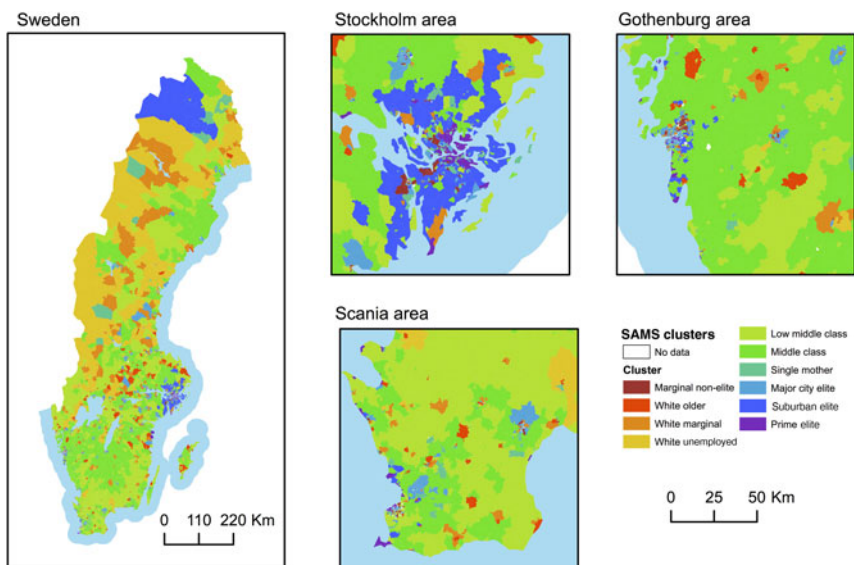 Sweden
Stockholm area
Gothenburg area
Scania area
0 110 220 Km
SAMS clusters
No data
Cluster
Marginal non-elite
White older
White marginal
White unemployed
Low middle class
Middle class
Single mother
Major city elite
Suburban elite
Prime elite
0 25 50 Km